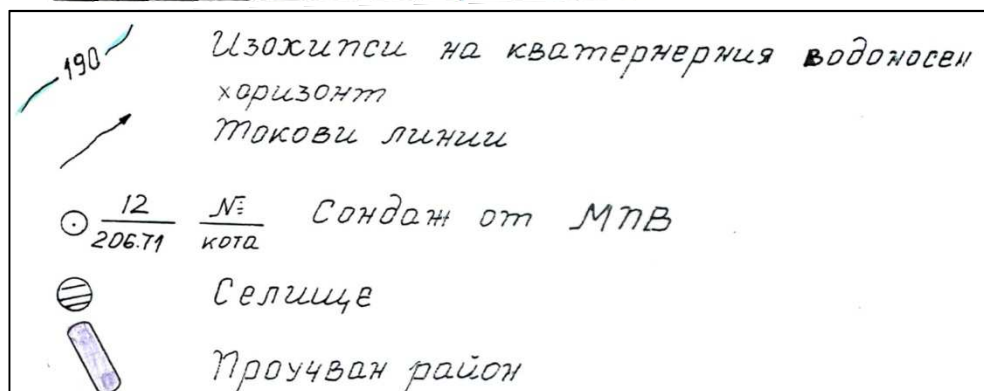 190 Изохипси на кватернерния водоносен
хоризонт
Токови линии
12 № Сондаж от МПВ
206.71 кота
Селище
Проучван район